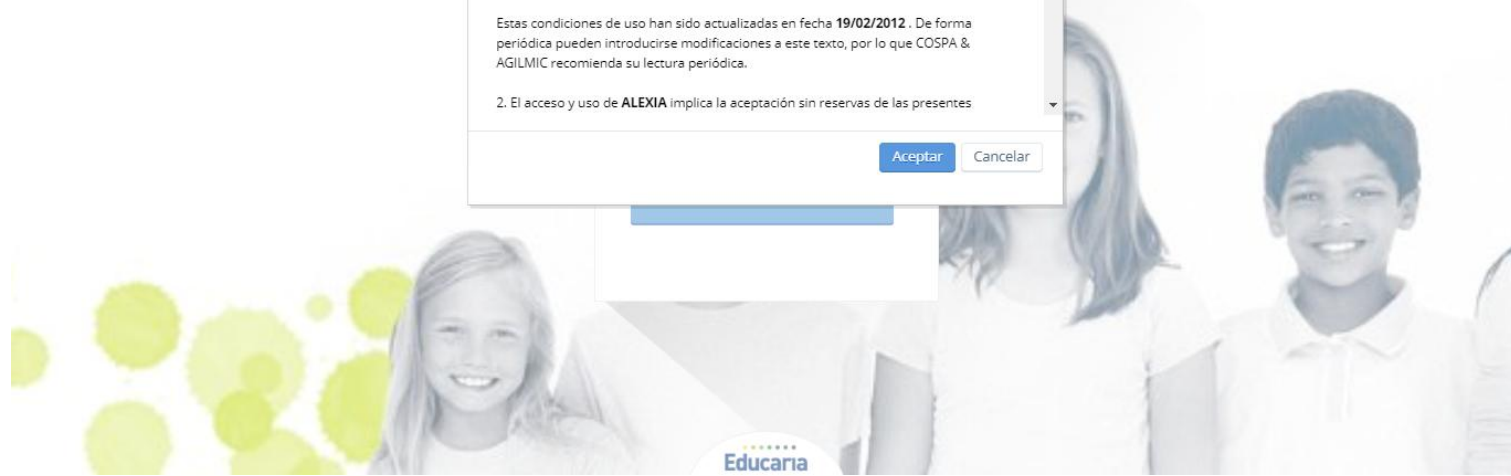 Estas condiciones de uso han sido actualizadas en fecha 19/02/2012 . De forma
periódica pueden introducirse modificaciones a este texto, por lo que COSPA &
AGILMIC recomienda su lectura periódica.
2. El acceso y uso de ALEXIA implica la aceptación sin reservas de las presentes
Aceptar Cancelar
Educaria